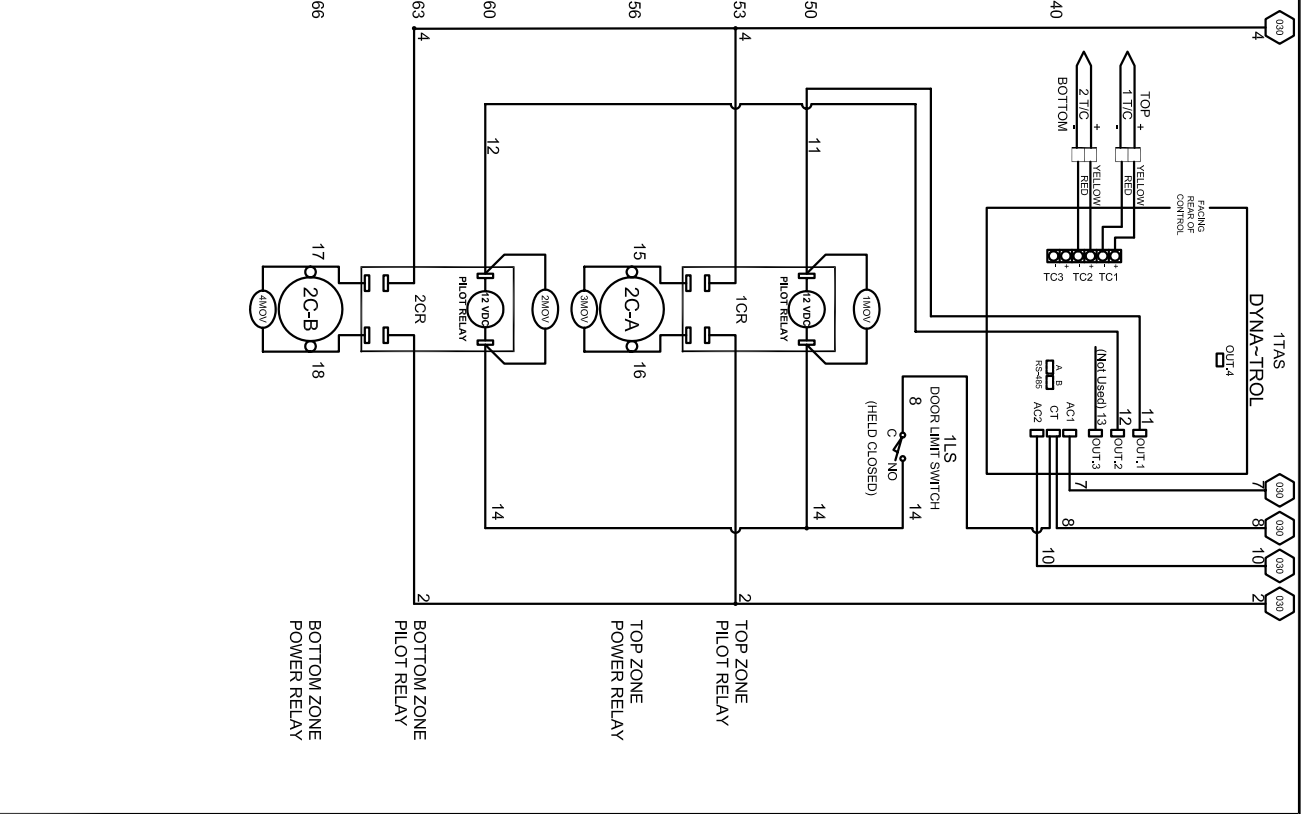 030
4
030
7
030
8
030
10
030
2
1TAS
DYNA~TROL
OUT.4
40
TOP
1 T/C
+
-
2 T/C
+
-
BOTTOM
YELLOW
RED
YELLOW
RED
FACING
REAR OF
CONTROL
+
-
+
-
+
-
TC1
TC2
TC3
11
OUT.1
12
OUT.2
(Not Used) 13
OUT.3
A B
RS-485
AC1
CT
AC2
7
8
10
1LS
DOOR LIMIT SWITCH
8
C
NO
14
(HELD CLOSED)
50
11
1MOV
12 VDC
PILOT RELAY
14
53
4
1CR
2
TOP ZONE
PILOT RELAY
56
15
2C-A
16
3MOV
TOP ZONE
POWER RELAY
60
12
2MOV
12 VDC
PILOT RELAY
14
63
4
2CR
2
BOTTOM ZONE
PILOT RELAY
66
17
2C-B
18
4MOV
BOTTOM ZONE
POWER RELAY